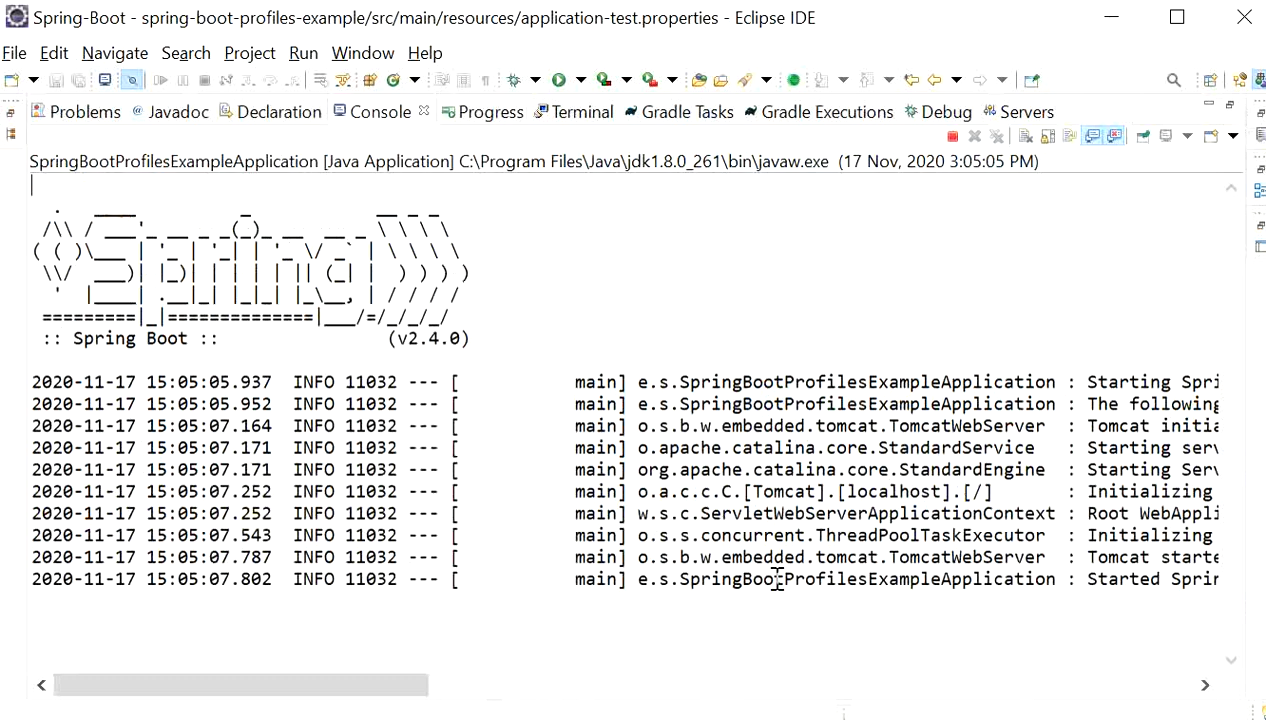 Spring-Boot - spring-boot-profiles-example/src/main/resources/application-test.properties - Eclipse IDE
File Edit Navigate Search Project Run Window Help
Problems @ Javadoc Declaration Console Progress Terminal Gradle Tasks Gradle Executions Debug Servers
SpringBootProfilesExampleApplication [Java Application] C:\Program Files\Java\jdk1.8.0_261\bin\javaw.exe (17 Nov, 2020 3:05:05 PM)
Spring
:: Spring Boot :: (v2.4.0)
2020-11-17 15:05:05.937 INFO 11032 --- [ main] e.s.SpringBootProfilesExampleApplication : Starting Spri
2020-11-17 15:05:05.952 INFO 11032 --- [ main] e.s.SpringBootProfilesExampleApplication : The following
2020-11-17 15:05:07.164 INFO 11032 --- [ main] o.s.b.w.embedded.tomcat.TomcatWebServer : Tomcat initia
2020-11-17 15:05:07.171 INFO 11032 --- [ main] o.apache.catalina.core.StandardService : Starting serv
2020-11-17 15:05:07.171 INFO 11032 --- [ main] org.apache.catalina.core.StandardEngine : Starting Serv
2020-11-17 15:05:07.252 INFO 11032 --- [ main] o.a.c.c.C.[Tomcat].[localhost].[/] : Initializing
2020-11-17 15:05:07.252 INFO 11032 --- [ main] w.s.c.ServletWebServerApplicationContext : Root WebAppli
2020-11-17 15:05:07.543 INFO 11032 --- [ main] o.s.s.concurrent.ThreadPoolTaskExecutor : Initializing
2020-11-17 15:05:07.787 INFO 11032 --- [ main] o.s.b.w.embedded.tomcat.TomcatWebServer : Tomcat starte
2020-11-17 15:05:07.802 INFO 11032 --- [ main] e.s.SpringBootProfilesExampleApplication : Started Sprin